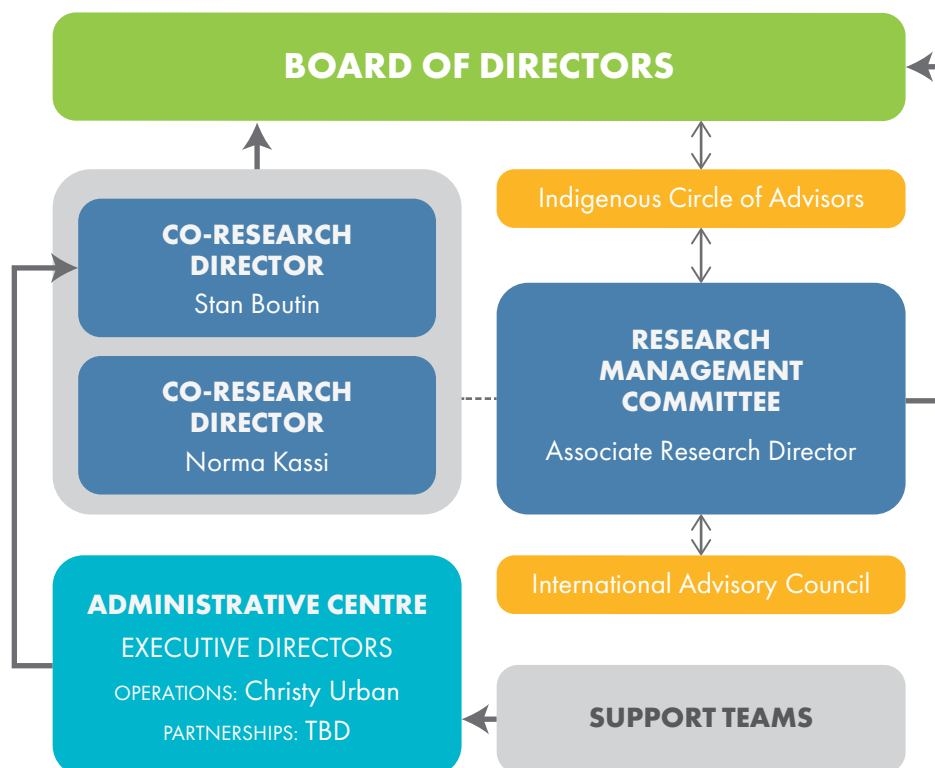 BOARD OF DIRECTORS
CO-RESEARCH
DIRECTOR
Stan Boutin
CO-RESEARCH
DIRECTOR
Norma Kassi
Indigenous Circle of Advisors
RESEARCH
MANAGEMENT
COMMITTEE
Associate Research Director
International Advisory Council
ADMINISTRATIVE CENTRE
EXECUTIVE DIRECTORS
OPERATIONS: Christy Urban
PARTNERSHIPS: TBD
SUPPORT TEAMS